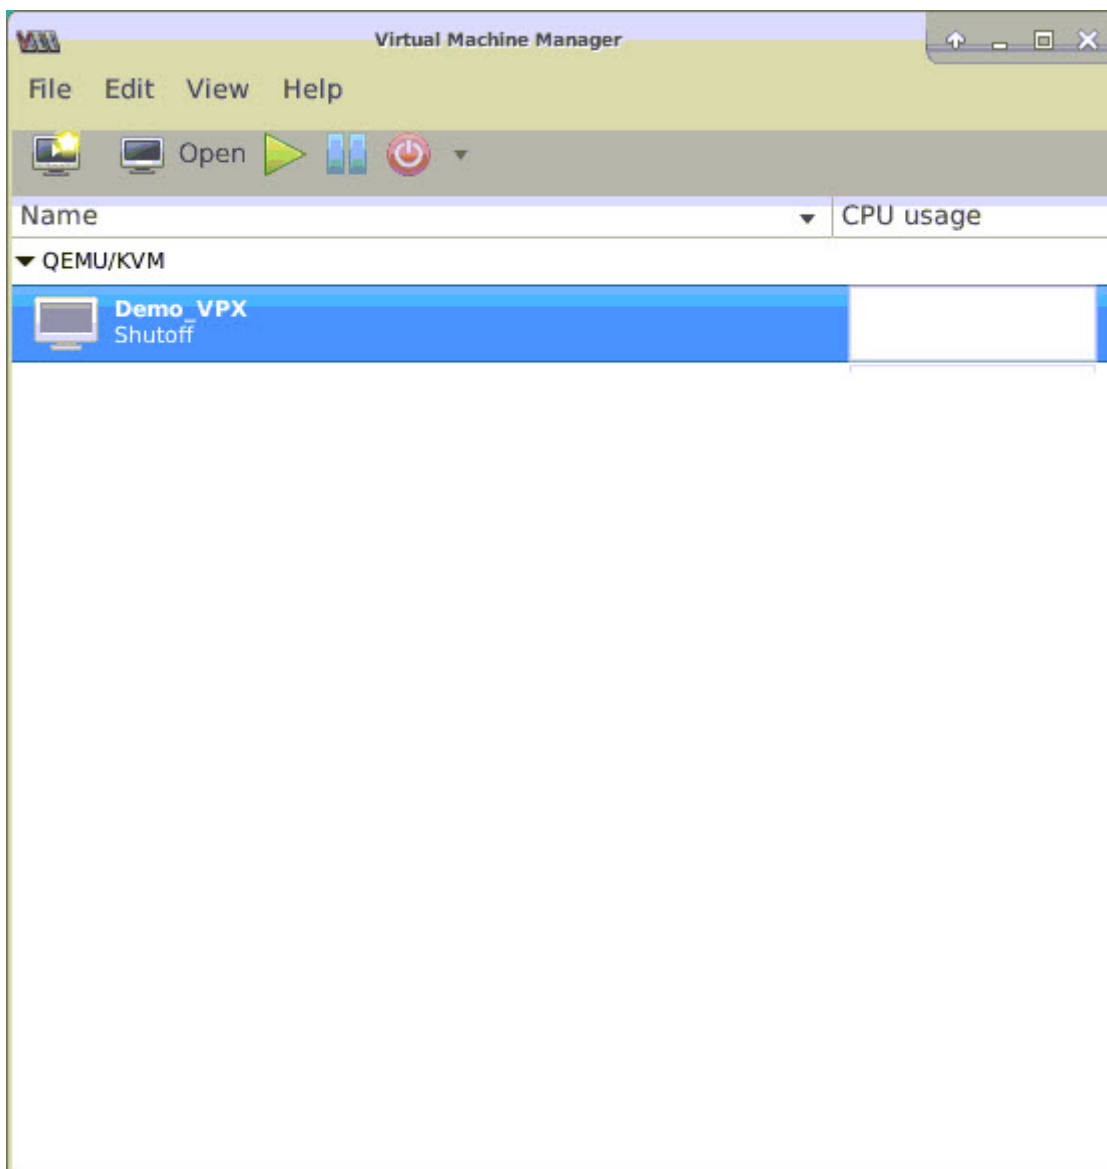 Virtual Machine Manager
File Edit View Help
Open
Name CPU usage
QEMU/KVM
Demo_VPX
Shutoff